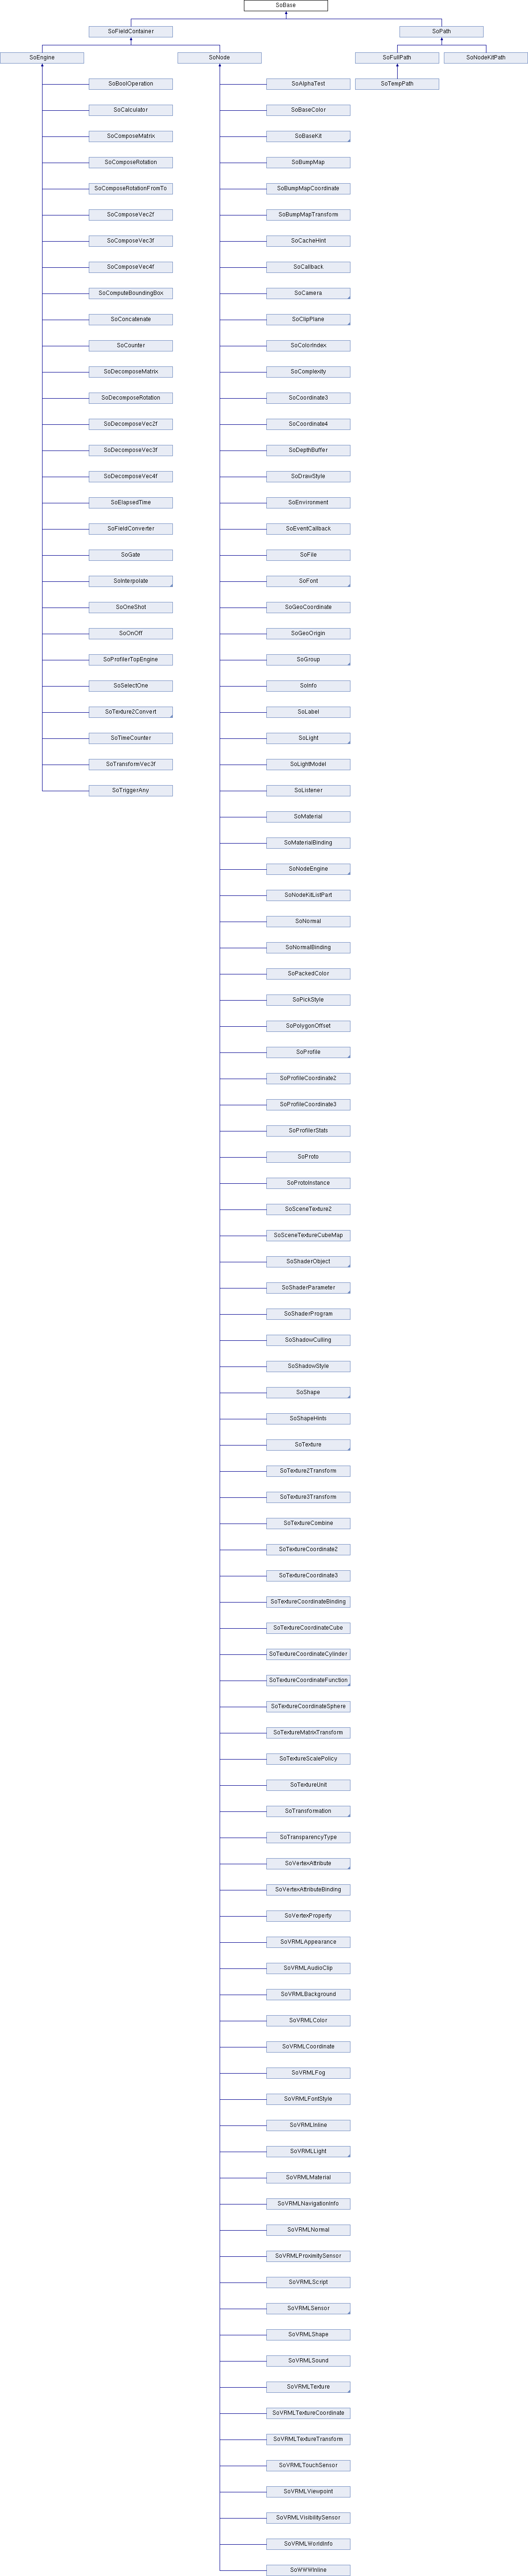 SoBase
SoFieldContainer
SoPath
SoEngine
SoNode
SoFullPath
SoNodeKitPath
SoBoolOperation
SoCalculator
SoComposeMatrix
SoComposeRotation
SoComposeRotationFromTo
SoComposeVec2f
SoComposeVec3f
SoComposeVec4f
SoComputeBoundingBox
SoConcatenate
SoCounter
SoDecomposeMatrix
SoDecomposeRotation
SoDecomposeVec2f
SoDecomposeVec3f
SoDecomposeVec4f
SoElapsedTime
SoFieldConverter
SoGate
SoInterpolate
SoOneShot
SoOnOff
SoProfilerTopEngine
SoSelectOne
SoTexture2Convert
SoTimeCounter
SoTransformVec3f
SoTriggerAny
SoAlphaTest
SoBaseColor
SoBaseKit
SoBumpMap
SoBumpMapCoordinate
SoBumpMapTransform
SoCacheHint
SoCallback
SoCamera
SoClipPlane
SoColorIndex
SoComplexity
SoCoordinate3
SoCoordinate4
SoDepthBuffer
SoDrawStyle
SoEnvironment
SoEventCallback
SoFile
SoFont
SoGeoCoordinate
SoGeoOrigin
SoGroup
SoInfo
SoLabel
SoLight
SoLightModel
SoListener
SoMaterial
SoMaterialBinding
SoNodeEngine
SoNodeKitListPart
SoNormal
SoNormalBinding
SoPackedColor
SoPickStyle
SoPolygonOffset
SoProfile
SoProfileCoordinate2
SoProfileCoordinate3
SoProfilerStats
SoProto
SoProtoInstance
SoSceneTexture2
SoSceneTextureCubeMap
SoShaderObject
SoShaderParameter
SoShaderProgram
SoShadowCulling
SoShadowStyle
SoShape
SoShapeHints
SoTexture
SoTexture2Transform
SoTexture3Transform
SoTextureCombine
SoTextureCoordinate2
SoTextureCoordinate3
SoTextureCoordinateBinding
SoTextureCoordinateCube
SoTextureCoordinateCylinder
SoTextureCoordinateFunction
SoTextureCoordinateSphere
SoTextureMatrixTransform
SoTextureScalePolicy
SoTextureUnit
SoTransformation
SoTransparencyType
SoVertexAttribute
SoVertexAttributeBinding
SoVertexProperty
SoVRMLAppearance
SoVRMLAudioClip
SoVRMLBackground
SoVRMLColor
SoVRMLCoordinate
SoVRMLFog
SoVRMLFontStyle
SoVRMLInline
SoVRMLLight
SoVRMLMaterial
SoVRMLNavigationInfo
SoVRMLNormal
SoVRMLProximitySensor
SoVRMLScript
SoVRMLSensor
SoVRMLShape
SoVRMLSound
SoVRMLTexture
SoVRMLTextureCoordinate
SoVRMLTextureTransform
SoVRMLTouchSensor
SoVRMLViewpoint
SoVRMLVisibilitySensor
SoVRMLWorldInfo
SoWWWInline
SoTempPath